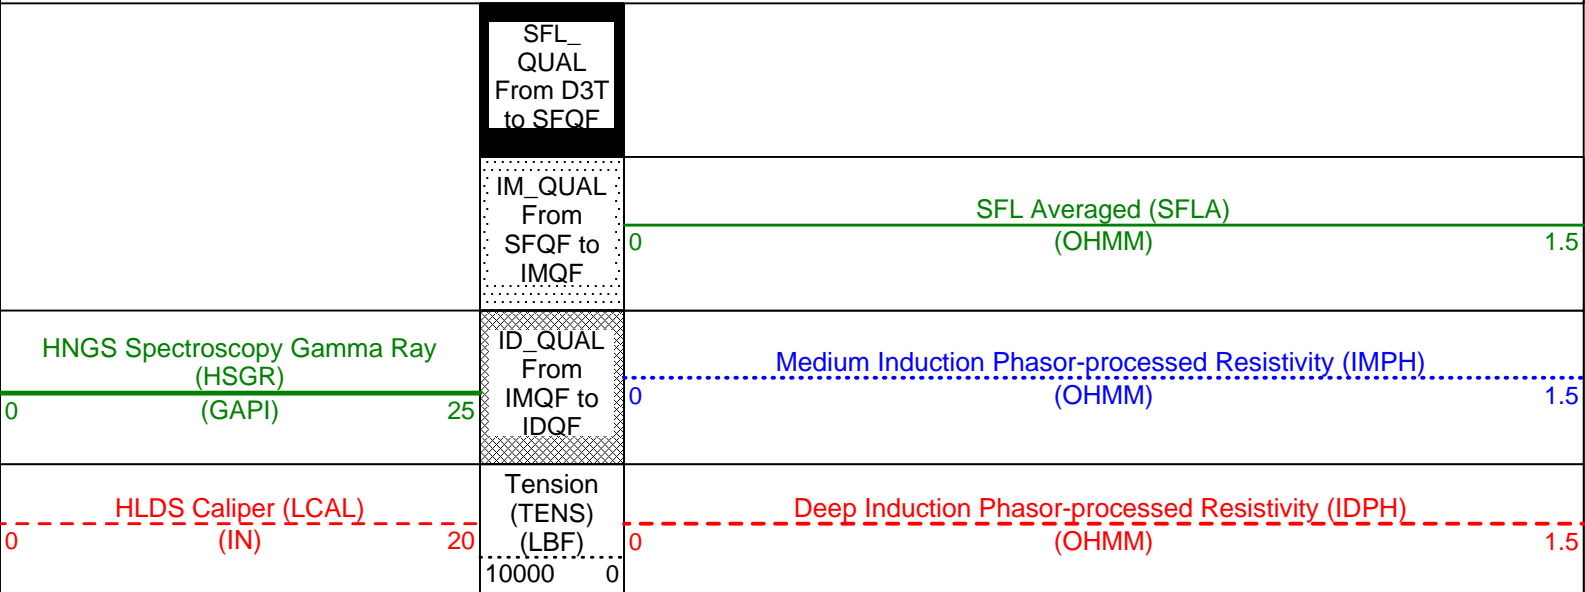 SFL_
QUAL
From D3T
to SFQF
IM_QUAL
From
SFQF to
IMQF
SFL Averaged (SFLA)
0 (OHMM) 1.5
HNGS Spectroscopy Gamma Ray
(HSGR)
0 (GAPI) 25
ID_QUAL
From
IMQF to
IDQF
Medium Induction Phasor-processed Resistivity (IMPH)
0 (OHMM) 1.5
HLDS Caliper (LCAL)
0 (IN) 20
Tension
(TENS)
(LBF)
10000 0
Deep Induction Phasor-processed Resistivity (IDPH)
0 (OHMM) 1.5